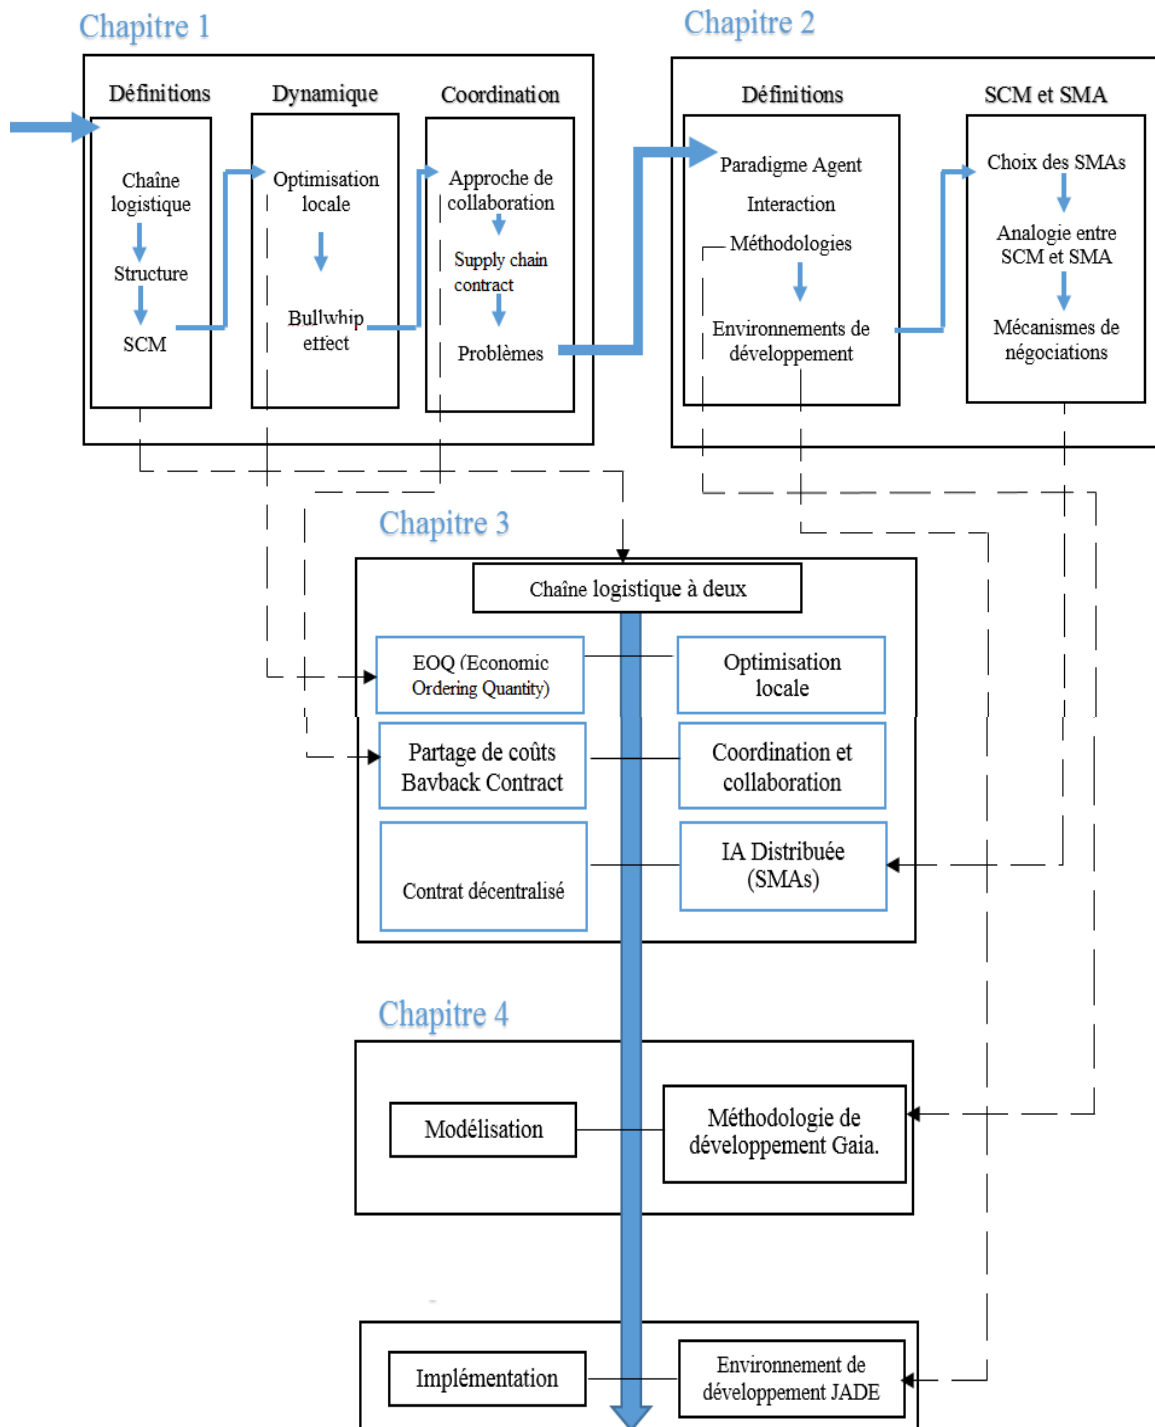 Chapitre 1
Définitions
Chaîne
logistique
Structure
SCM
Dynamique
Optimisation
locale
Bullwhip
effect
Coordination
Approche de
collaboration
Supply chain
contract
Problèmes
Chapitre 2
Définitions
Paradigme Agent
Interaction
Méthodologies
Environnements de
développement
SCM et SMA
Choix des SMAs
Analogie entre
SCM et SMA
Mécanismes de
négociations
Chapitre 3
Chaîne logistique à deux
EOQ (Economic
Ordering Quantity)
Optimisation
locale
Partage de coûts
Bavback Contract
Coordination et
collaboration
Contrat décentralisé
IA Distribuée
(SMAs)
Chapitre 4
Modélisation
Méthodologie de
développement Gaia.
Implémentation
Environnement de
développement JADE